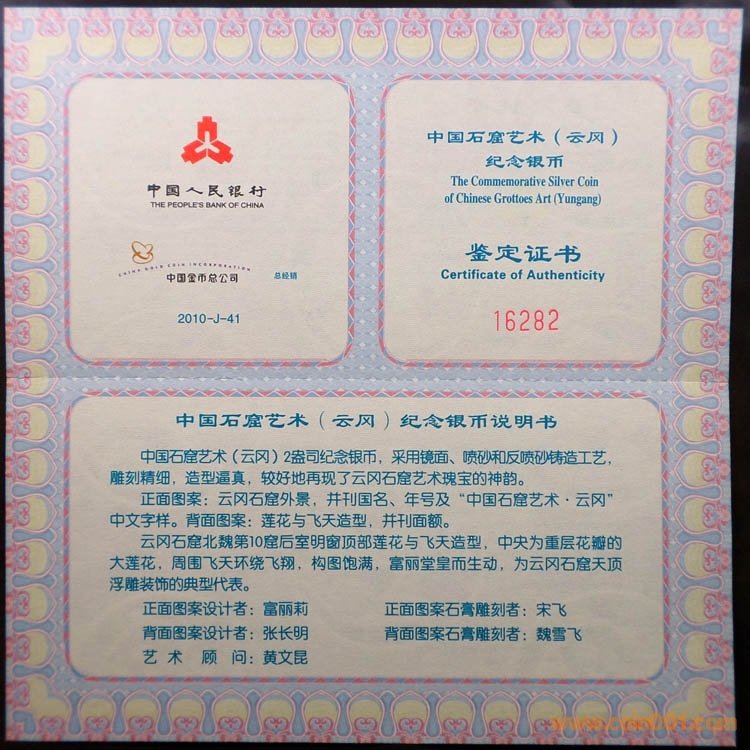 中国人民银行
THE PEOPLE'S BANK OF CHINA
CHINA GOLD COIN INCORPORATION
中国金币总公司
总经销
2010-J-41
中国石窟艺术（云冈）
纪念银币
The Commemorative Silver Coin
of Chinese Grottoes Art (Yungang)
鉴定证书
Certificate of Authenticity
16282
中国石窟艺术（云冈）纪念银币说明书
中国石窟艺术（云冈）2盎司纪念银币，采用镜面、喷砂和反喷砂铸造工艺，
雕刻精细，造型逼真，较好地再现了云冈石窟艺术瑰宝的神韵。
正面图案：云冈石窟外景，并刊国名、年号及“中国石窟艺术·云冈”
中文字样。背面图案：莲花与飞天造型，并刊面额。
云冈石窟北魏第10窟后室明窗顶部莲花与飞天造型，中央为重层花瓣的
大莲花，周围飞天环绕飞翔，构图饱满，富丽堂皇而生动，为云冈石窟天顶
浮雕装饰的典型代表。
正面图案设计者：富丽莉 正面图案石膏雕刻者：宋飞
背面图案设计者：张长明 背面图案石膏雕刻者：魏雪飞
艺术顾问：黄文昆